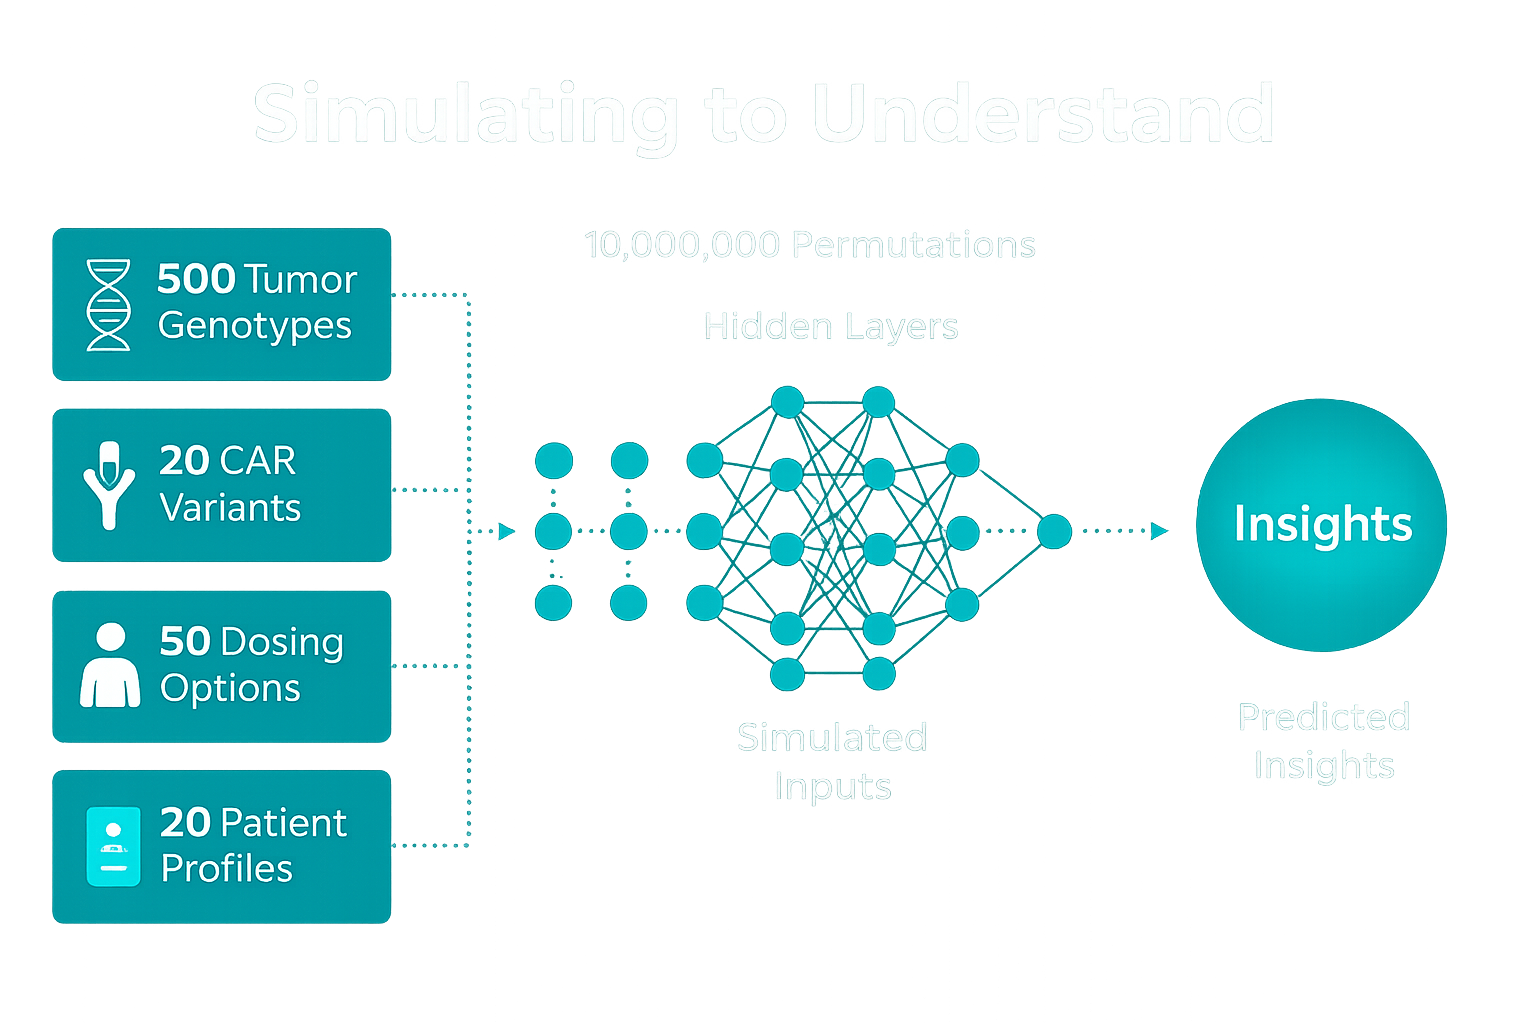 Simulating to Understand
500 Tumor
Genotypes
20 CAR
Variants
50 Dosing
Options
20 Patient
Profiles
10,000,000 Permutations
Hidden Layers
Simulated
Inputs
Insights
Predicted
Insights